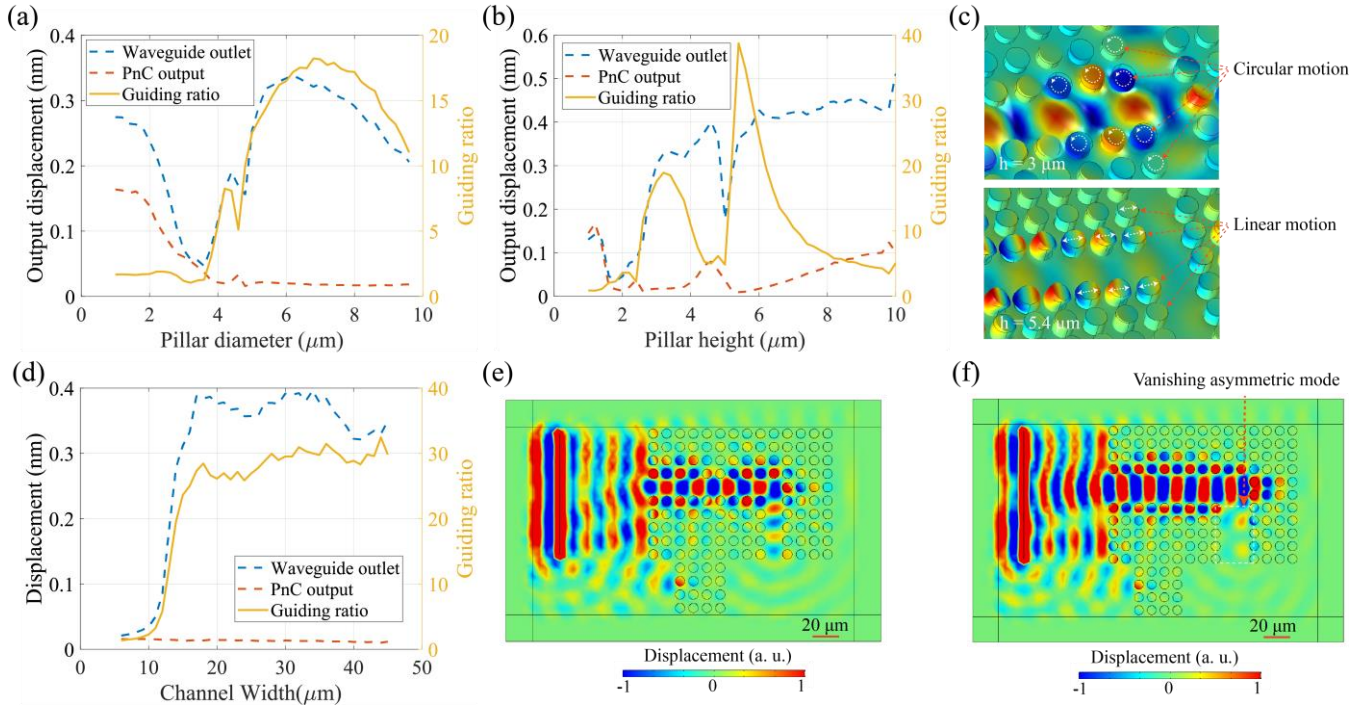 (a)
0.4
0.3
0.2
0.1
0
Output displacement (nm)
Waveguide outlet
PnC output
Guiding ratio
20
15
10
5
0
Guiding ratio
0
2
4
6
8
10
Pillar diameter (μm)
(b)
0.6
0.5
0.4
0.3
0.2
0.1
0
Output displacement (nm)
Waveguide outlet
PnC output
Guiding ratio
40
30
20
10
0
Guiding ratio
0
2
4
6
8
10
Pillar height (μm)
(c)
h = 3 μm
Circular motion
h = 5.4 μm
Linear motion
(d)
0.4
0.3
0.2
0.1
0
Displacement (nm)
Waveguide outlet
PnC output
Guiding ratio
40
30
20
10
0
Guiding ratio
0
10
20
30
40
50
Channel Width(μm)
(e)
20 μm
Displacement (a. u.)
-1
0
1
(f)
Vanishing asymmetric mode
20 μm
Displacement (a. u.)
-1
0
1